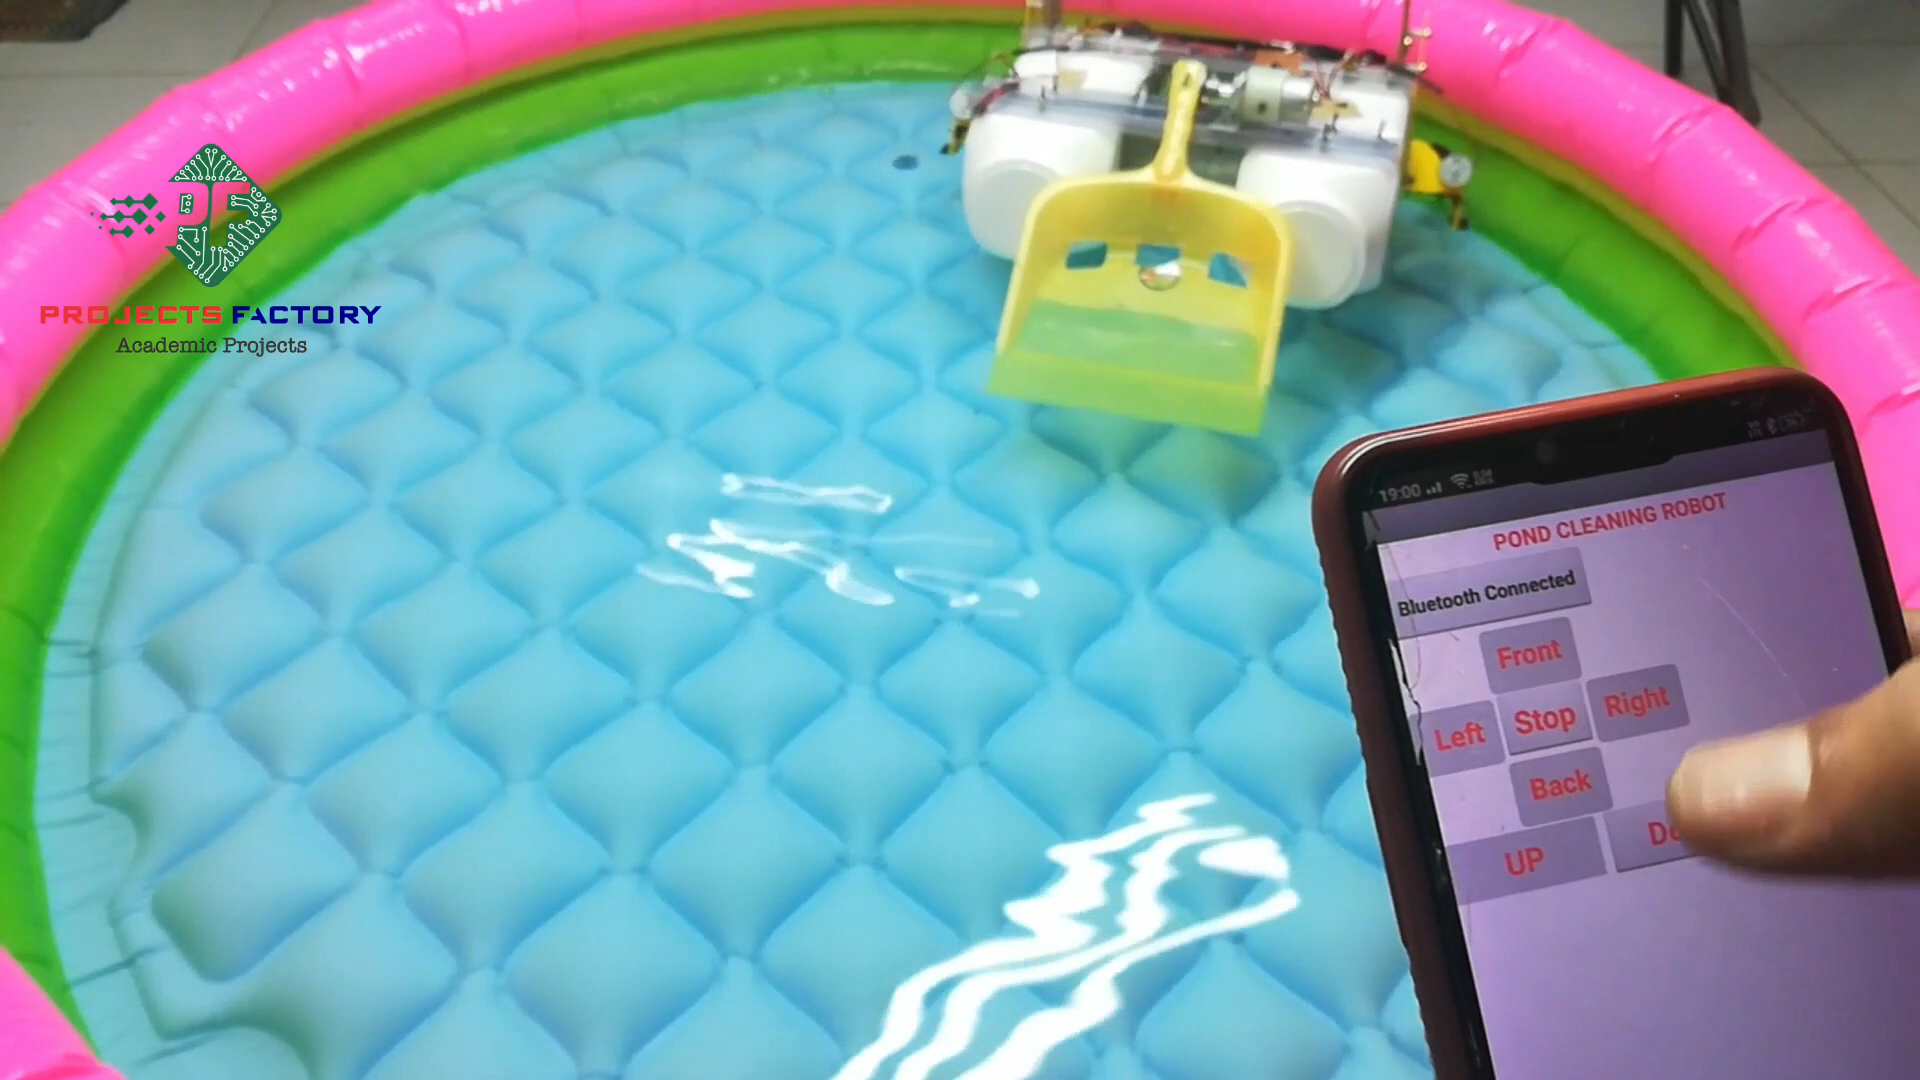 PROJECTS FACTORY
Academic Projects
19:00
POND CLEANING ROBOT
Bluetooth Connected
Front
Left Stop Right
Back
UP